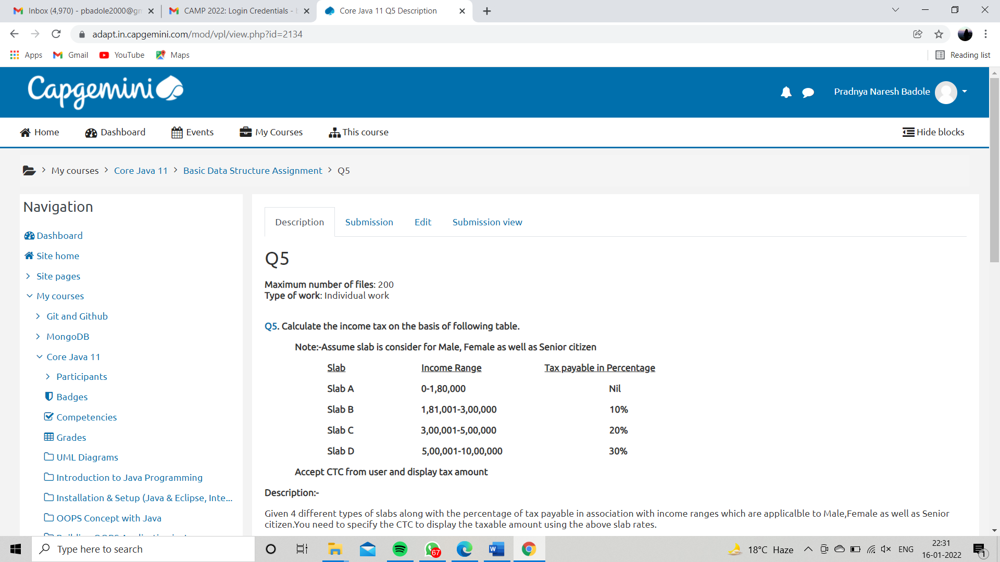 Inbox (4,970) - pbadole2000@gm
CAMP 2022: Login Credentials - b
Core Java 11 Q5 Description
adapt.in.capgemini.com/mod/vpl/view.php?id=2134
Apps
Gmail
YouTube
Maps
Reading list
Capgemini
Pradnya Naresh Badole
Home
Dashboard
Events
My Courses
This course
Hide blocks
My courses > Core Java 11 > Basic Data Structure Assignment > Q5
Navigation
Dashboard
Site home
Site pages
My courses
Git and Github
MongoDB
Core Java 11
Participants
Badges
Competencies
Grades
UML Diagrams
Introduction to Java Programming
Installation & Setup (Java & Eclipse, Inte...
OOPS Concept with Java
Description
Submission
Edit
Submission view
Q5
Maximum number of files: 200
Type of work: Individual work
Q5. Calculate the income tax on the basis of following table.
Note:-Assume slab is consider for Male, Female as well as Senior citizen
Slab Income Range Tax payable in Percentage
Slab A 0-1,80,000 Nil
Slab B 1,81,001-3,00,000 10%
Slab C 3,00,001-5,00,000 20%
Slab D 5,00,001-10,00,000 30%
Accept CTC from user and display tax amount
Description:-
Given 4 different types of slabs along with the percentage of tax payable in association with income ranges which are applicalble to Male,Female as well as Senior
citizen.You need to specify the CTC to display the taxable amount using the above slab rates.
Type here to search
67
18°C Haze
ENG
22:31
16-01-2022
1